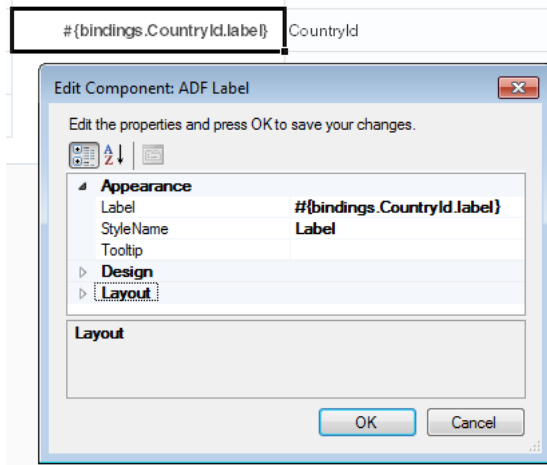 #{bindings.CountryId.label} CountryId
Edit Component: ADF Label
Edit the properties and press OK to save your changes.
Appearance
Label #{bindings.CountryId.label}
StyleName Label
Tooltip
Design
Layout
Layout
OK Cancel